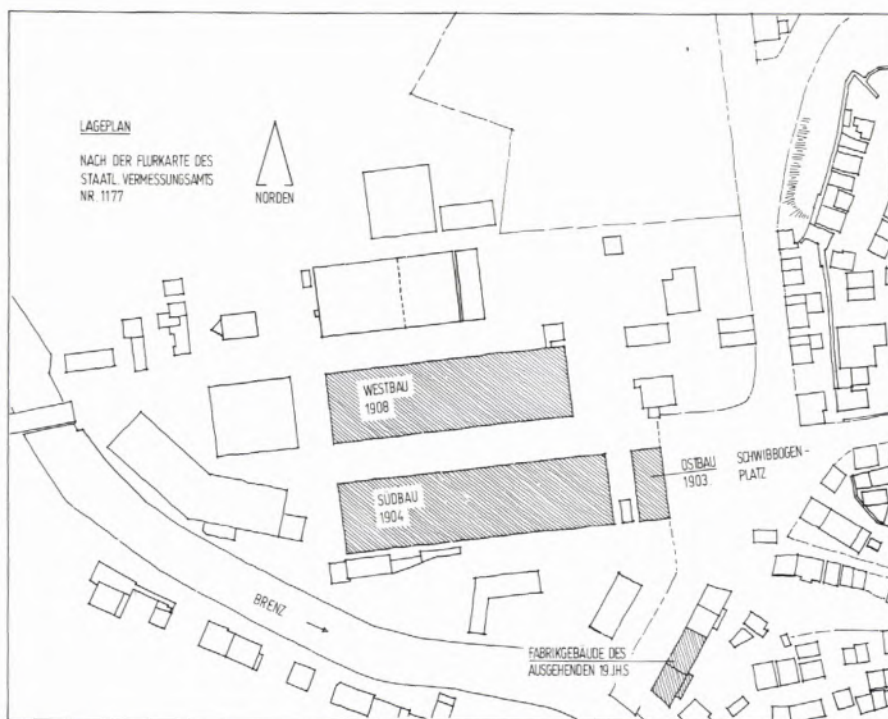 LAGEPLAN
NACH DER FLURKARTE DES
STAATL. VERMESSUNGSAMTS
NR. 1177
NORDEN
WESTBAU
1908
OSTBAU
1903.
SCHWIBBOGEN-
PLATZ
SÜDBAU
1904
BRENZ
FABRIKGEBÄUDE DES
AUSGEHENDEN 19.JH.S